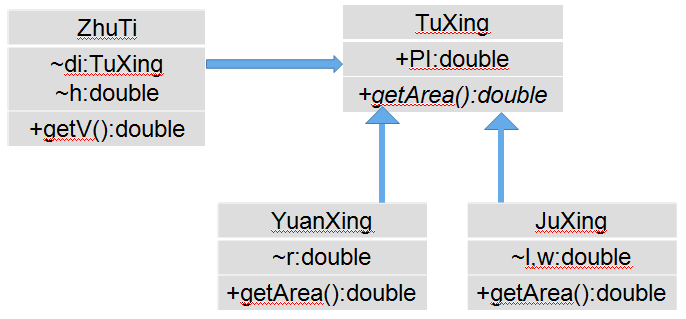 ZhuTi
~di:TuXing
~h:double
+getV():double
TuXing
+PI:double
+getArea():double
YuanXing
~r:double
+getArea():double
JuXing
~l,w:double
+getArea():double